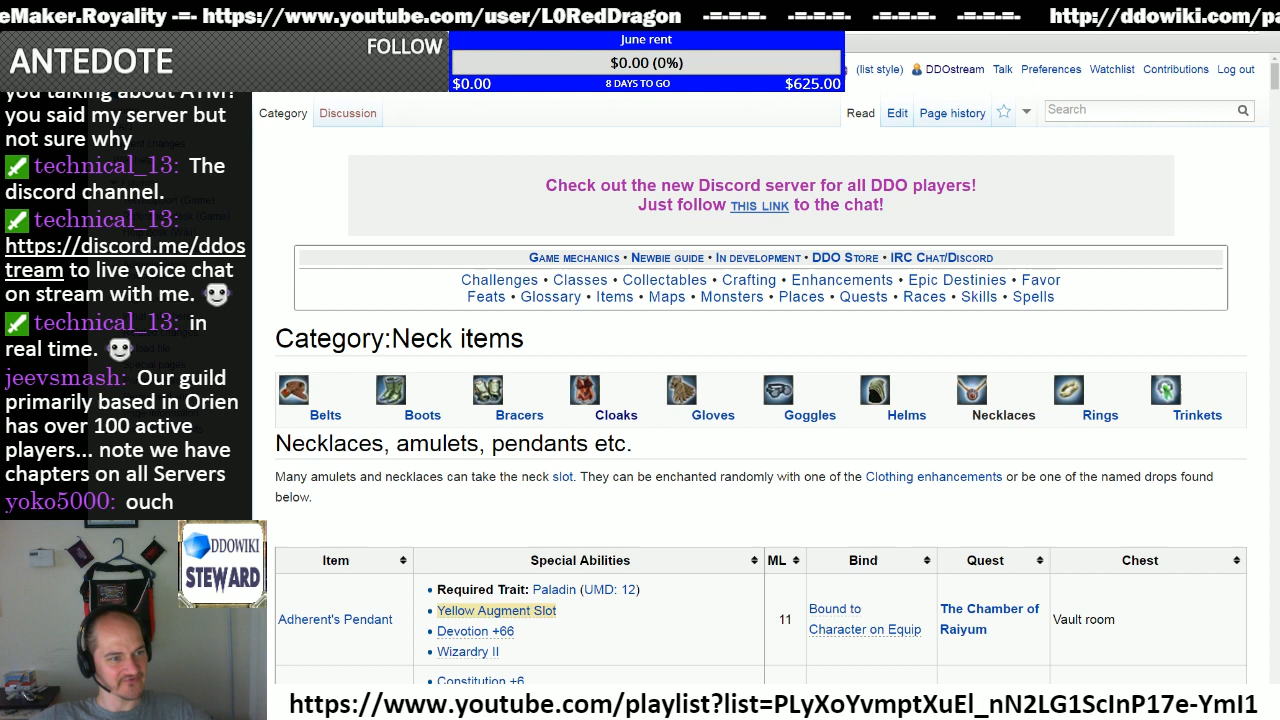 eMaker.Royality -=- https://www.youtube.com/user/L0RedDragon -=-=-=- -=-=-=- -=-=-=- -=-=-=- http://ddowiki.com/pa
ANTEDOTE
FOLLOW
June rent
$0.00 (0%)
$0.00 8 DAYS TO GO $625.00
(list style) DDOstream Talk Preferences Watchlist Contributions Log out
you said my server but
not sure why
technical_13: The
discord channel.
technical_13:
https://discord.me/ddos
tream to live voice chat
on stream with me.
technical_13: in
real time.
jeevsmash: Our guild
primarily based in Orien
has over 100 active
players... note we have
chapters on all Servers
yoko5000: ouch
DDOWIKI
STEWARD
Category Discussion Read Edit Page history Search
Check out the new Discord server for all DDO players!
Just follow THIS LINK to the chat!
Game mechanics • Newbie guide • In development • DDO Store • IRC Chat/Discord
Challenges • Classes • Collectables • Crafting • Enhancements • Epic Destinies • Favor
Feats • Glossary • Items • Maps • Monsters • Places • Quests • Races • Skills • Spells
Category:Neck items
Belts Boots Bracers Cloaks Gloves Goggles Helms Necklaces Rings Trinkets
Necklaces, amulets, pendants etc.
Many amulets and necklaces can take the neck slot. They can be enchanted randomly with one of the Clothing enhancements or be one of the named drops found
below.
Item Special Abilities ML Bind Quest Chest
Adherent's Pendant
Required Trait: Paladin (UMD: 12)
Yellow Augment Slot
Devotion +66
Wizardry II
11
Bound to
Character on Equip
The Chamber of
Raiyum
Vault room
Constitution +6
https://www.youtube.com/playlist?list=PLyXoYvmptXuEl_nN2LG1ScInP17e-YmI1